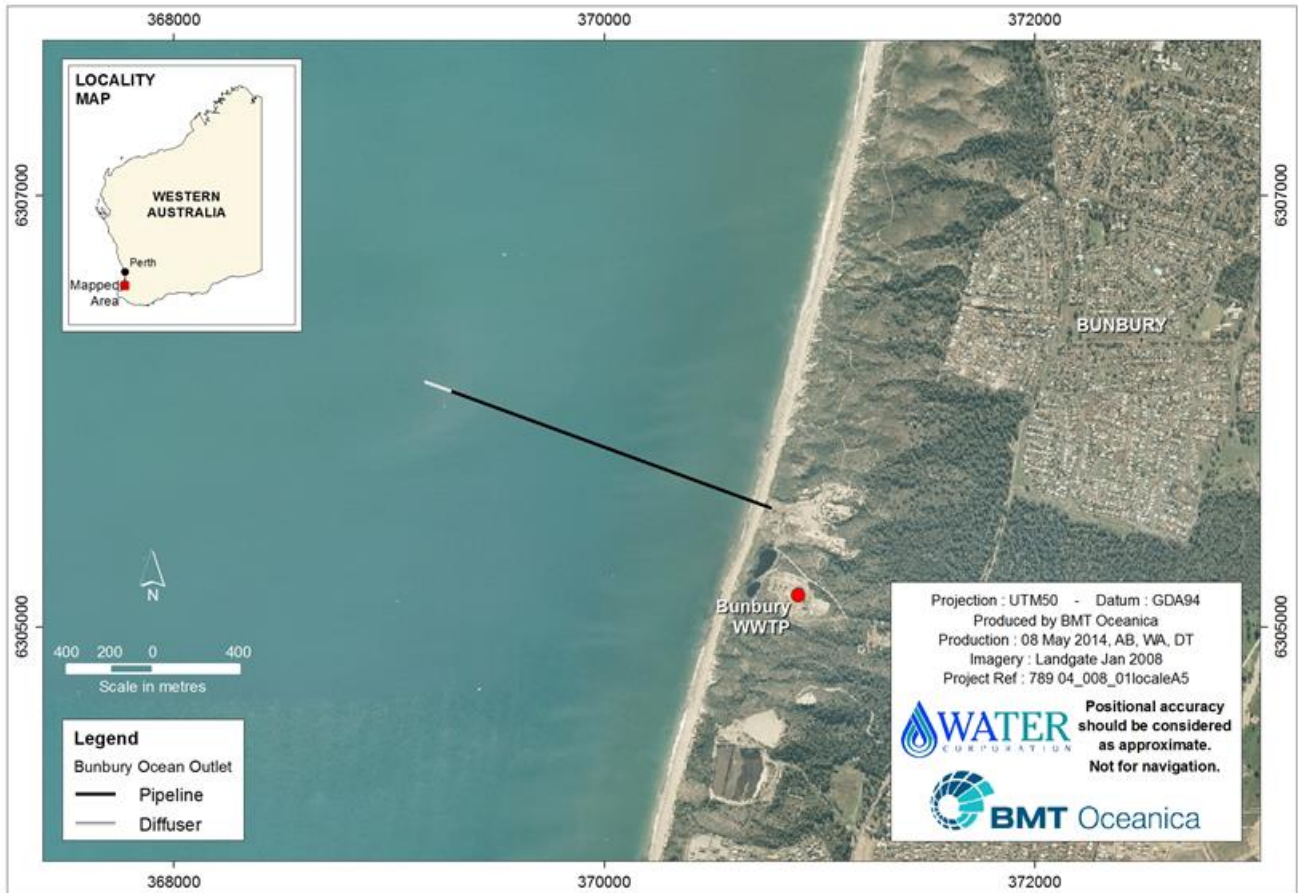 368000
370000
372000
LOCALITY
MAP
WESTERN
AUSTRALIA
Perth
Mapped
Area
6307000
6307000
BUNBURY
Bunbury
WWTP
N
6305000
6305000
400 200 0 400
Scale in metres
Legend
Bunbury Ocean Outlet
Pipeline
Diffuser
Projection : UTM50 - Datum : GDA94
Produced by BMT Oceanica
Production : 08 May 2014, AB, WA, DT
Imagery : Landgate Jan 2008
Project Ref : 789 04_008_01localeA5
WATER
CORPORATION
Positional accuracy
should be considered
as approximate.
Not for navigation.
BMT Oceanica
368000
370000
372000